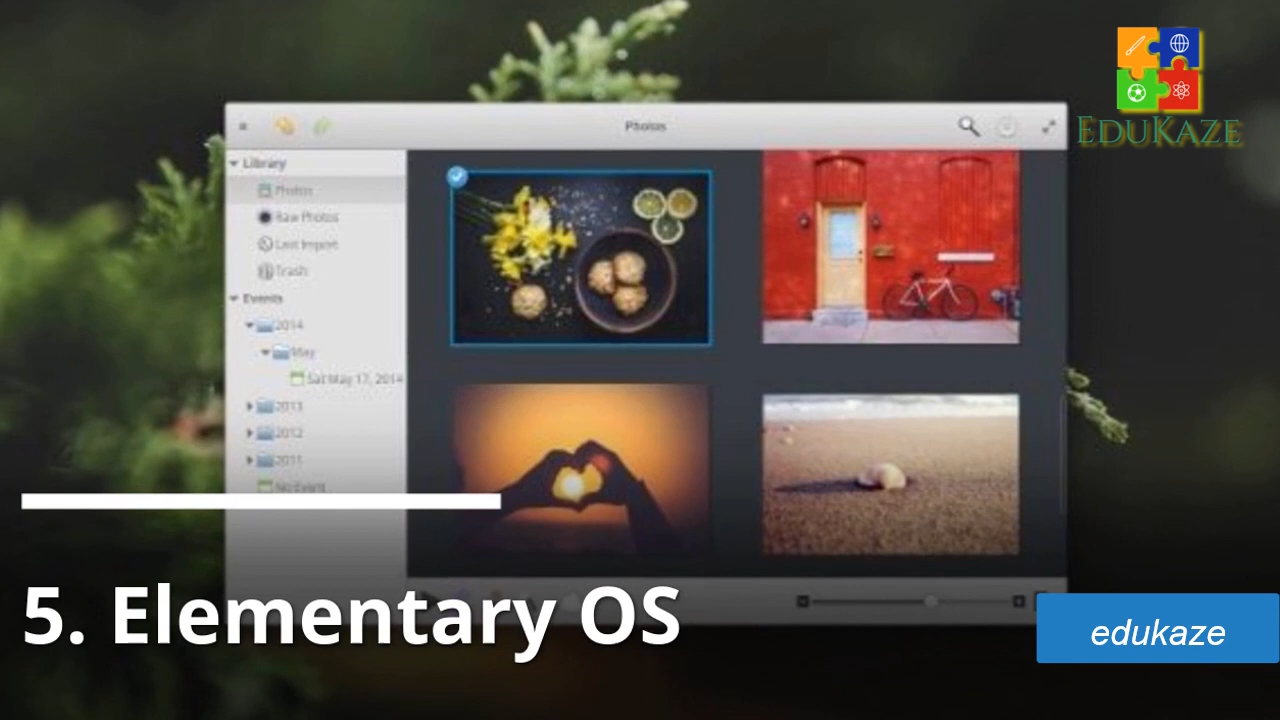 EDUKAZE
Photos
Library
Photos
Raw Photos
Last Import
Trash
Events
2014
May
Sat May 17, 2014
2013
2012
2011
No Event
5. Elementary OS
edukaze